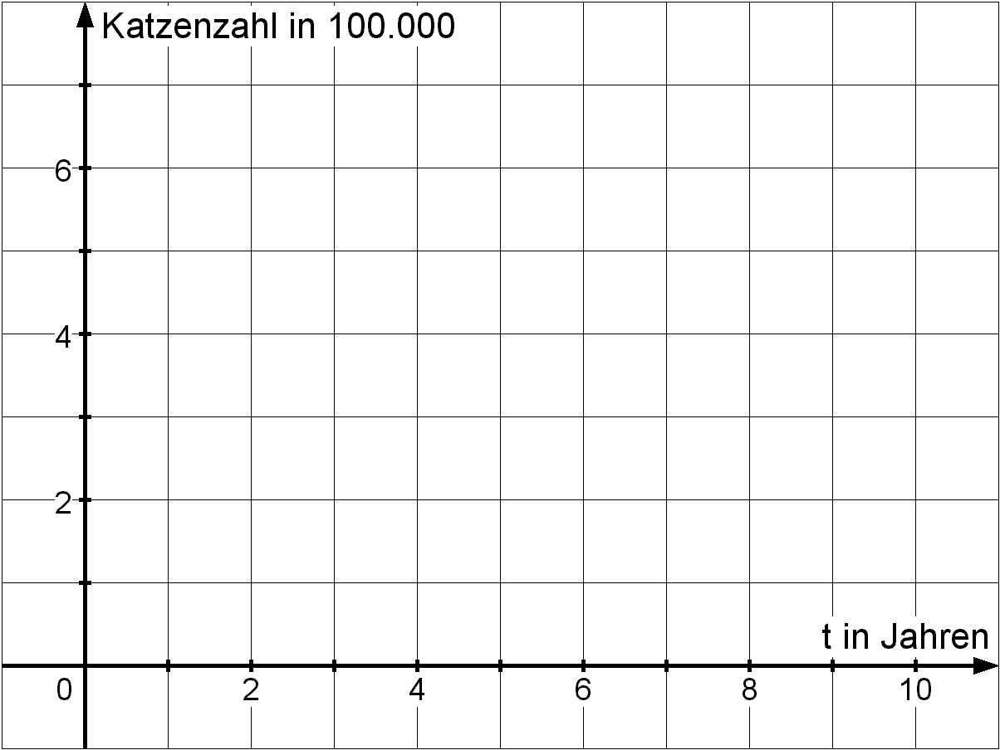 Katzenzahl in 100.000
6
4
2
t in Jahren
0 2 4 6 8 10